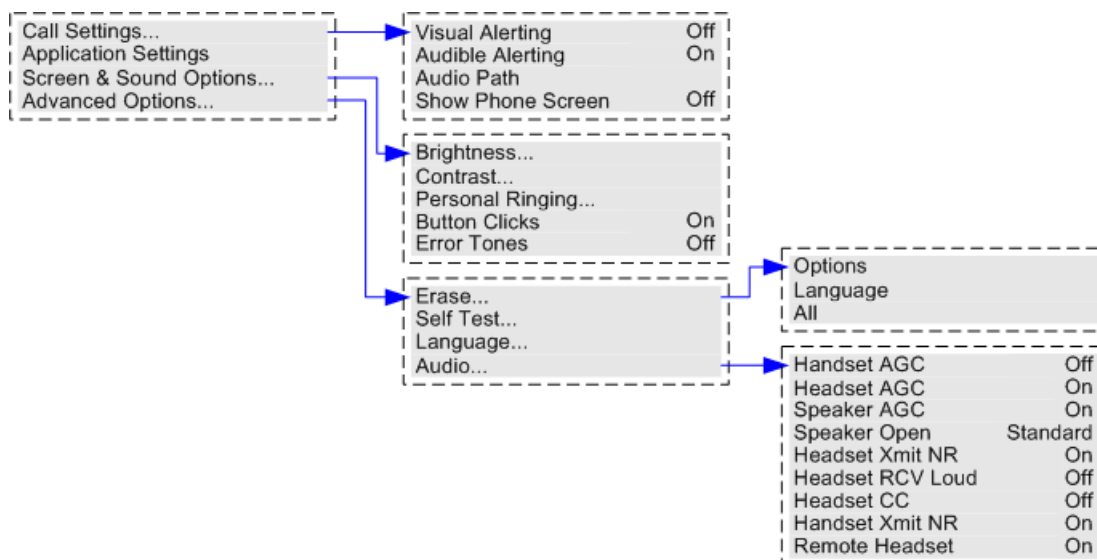 Call Settings...
Application Settings
Screen & Sound Options...
Advanced Options...
Visual Alerting Off
Audible Alerting On
Audio Path
Show Phone Screen Off
Brightness...
Contrast...
Personal Ringing...
Button Clicks On
Error Tones Off
Erase...
Self Test...
Language...
Audio...
Options
Language
All
Handset AGC Off
Headset AGC On
Speaker AGC On
Speaker Open Standard
Headset Xmit NR On
Headset RCV Loud Off
Headset CC Off
Handset Xmit NR On
Remote Headset On